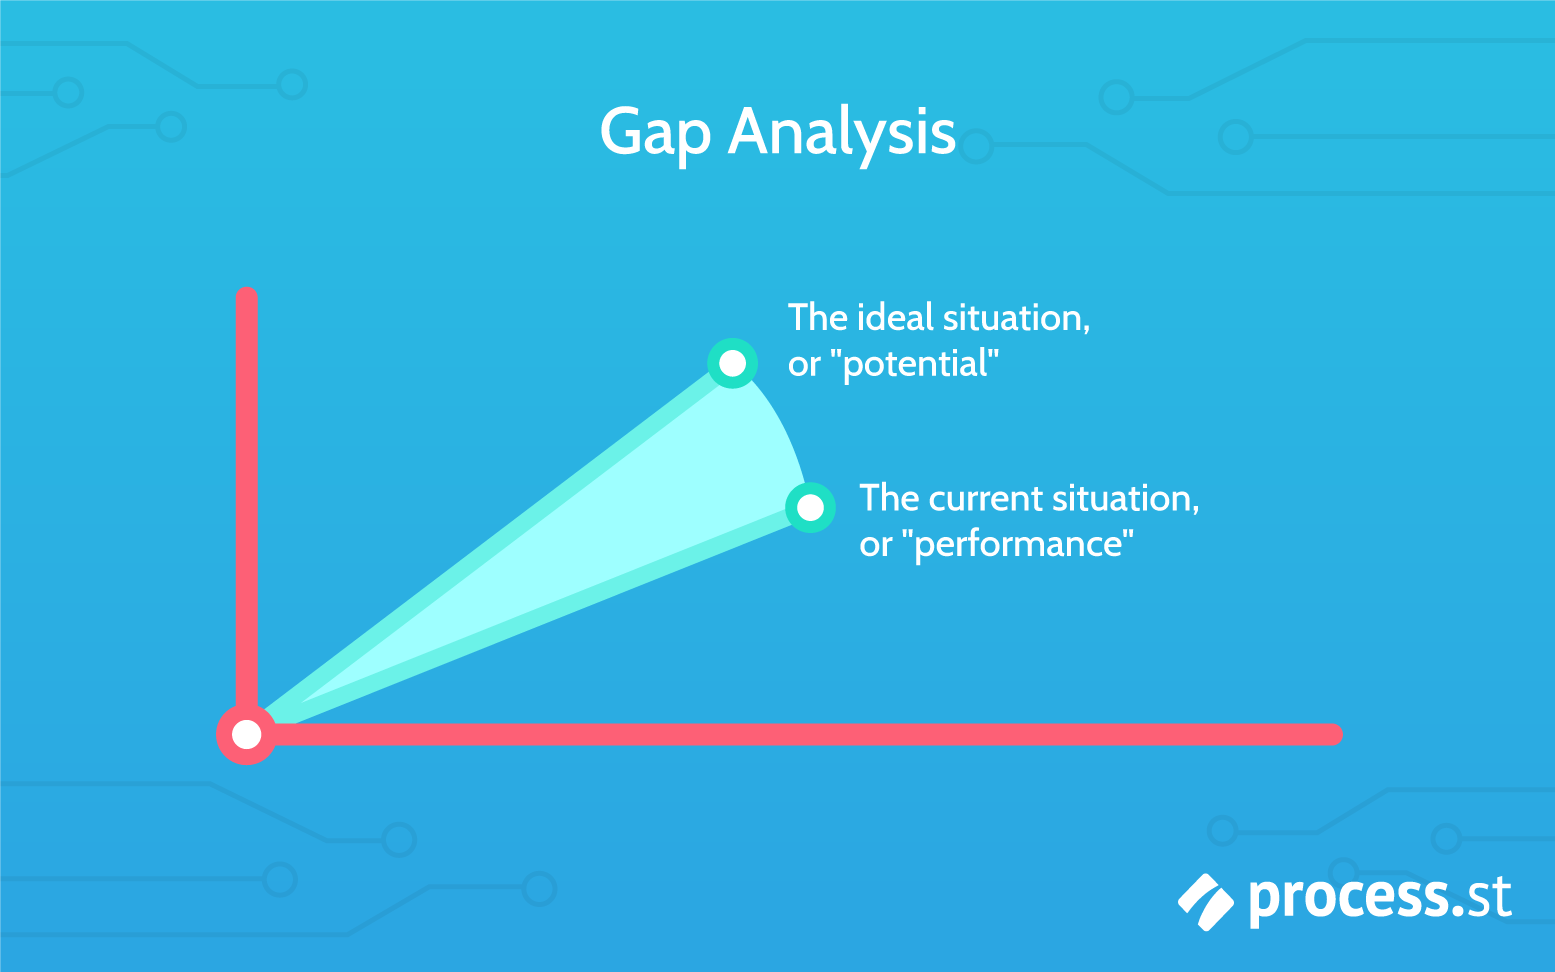 Gap Analysis
The ideal situation,
or "potential"
The current situation,
or "performance"
process.st